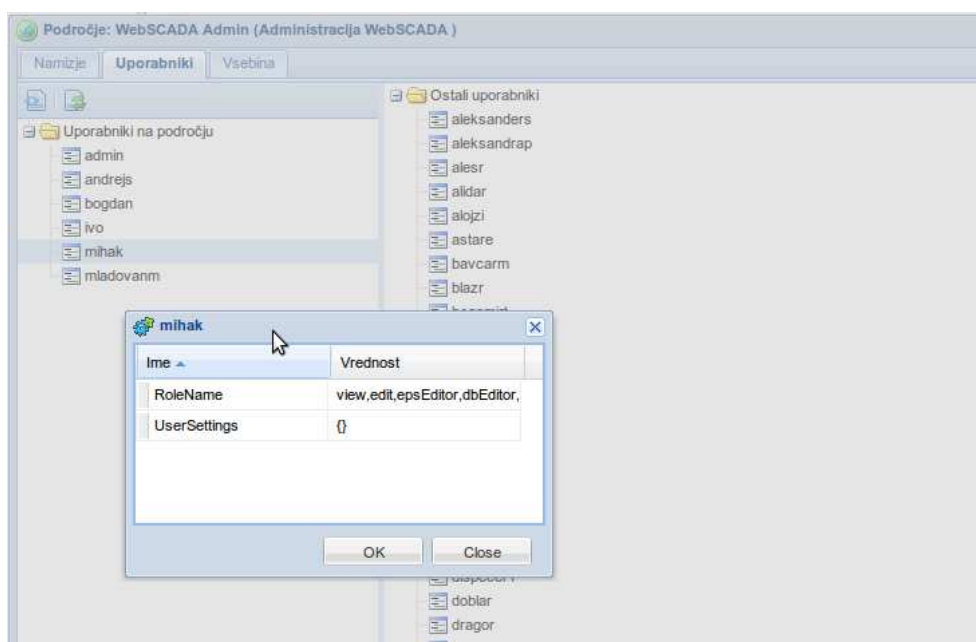 Področje: WebSCADA Admin (Administracija WebSCADA )
Namizje
Uporabniki
Vsebina
Uporabniki na področju
admin
andrejs
bogdan
ivo
mihak
mladovanm
Ostali uporabniki
aleksanders
aleksandrap
alesr
alidar
alojzi
astare
bavcarm
blazr
mihak
Ime
Vrednost
RoleName
view,edit,epsEditor,dbEditor,
UserSettings
{}
OK
Close
doblar
dragor